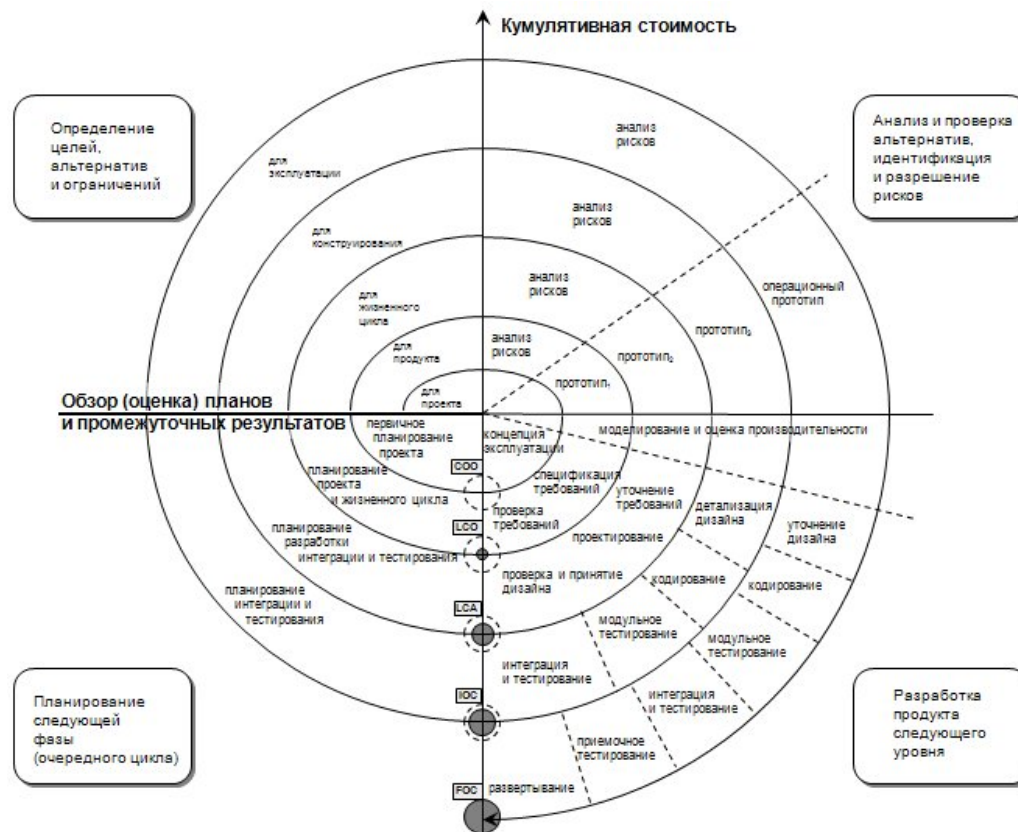 Кумулятивная стоимость
Определение
целей,
альтернатив
и ограничений
Анализ и проверка
альтернатив,
идентификация
и разрешение
рисков
анализ
рисков
для
эксплуатации
анализ
рисков
для
конструирования
анализ
рисков
операционный
прототип
для
жизненного
цикла
прототип₃
анализ
рисков
прототип₂
для
продукта
прототип₁
для
проекта
Обзор (оценка) планов
и промежуточных результатов
первичное
планирование
проекта
концепция
эксплуатации
моделирование и оценка производительности
COO
планирование
проекта
и жизненного цикла
спецификация
требований
уточнение
требований
детализация
дизайна
уточнение
дизайна
проверка
требований
LCO
проектирование
планирование
разработки
интеграции и тестирования
проверка и принятие
дизайна
кодирование
кодирование
планирование
интеграции и
тестирования
LCA
модульное
тестирование
модульное
тестирование
интеграция
и тестирование
IOC
интеграция
и тестирование
Планирование
следующей
фазы
(очередного цикла)
Разработка
продукта
следующего
уровня
приемочное
тестирование
FOC
развертывание